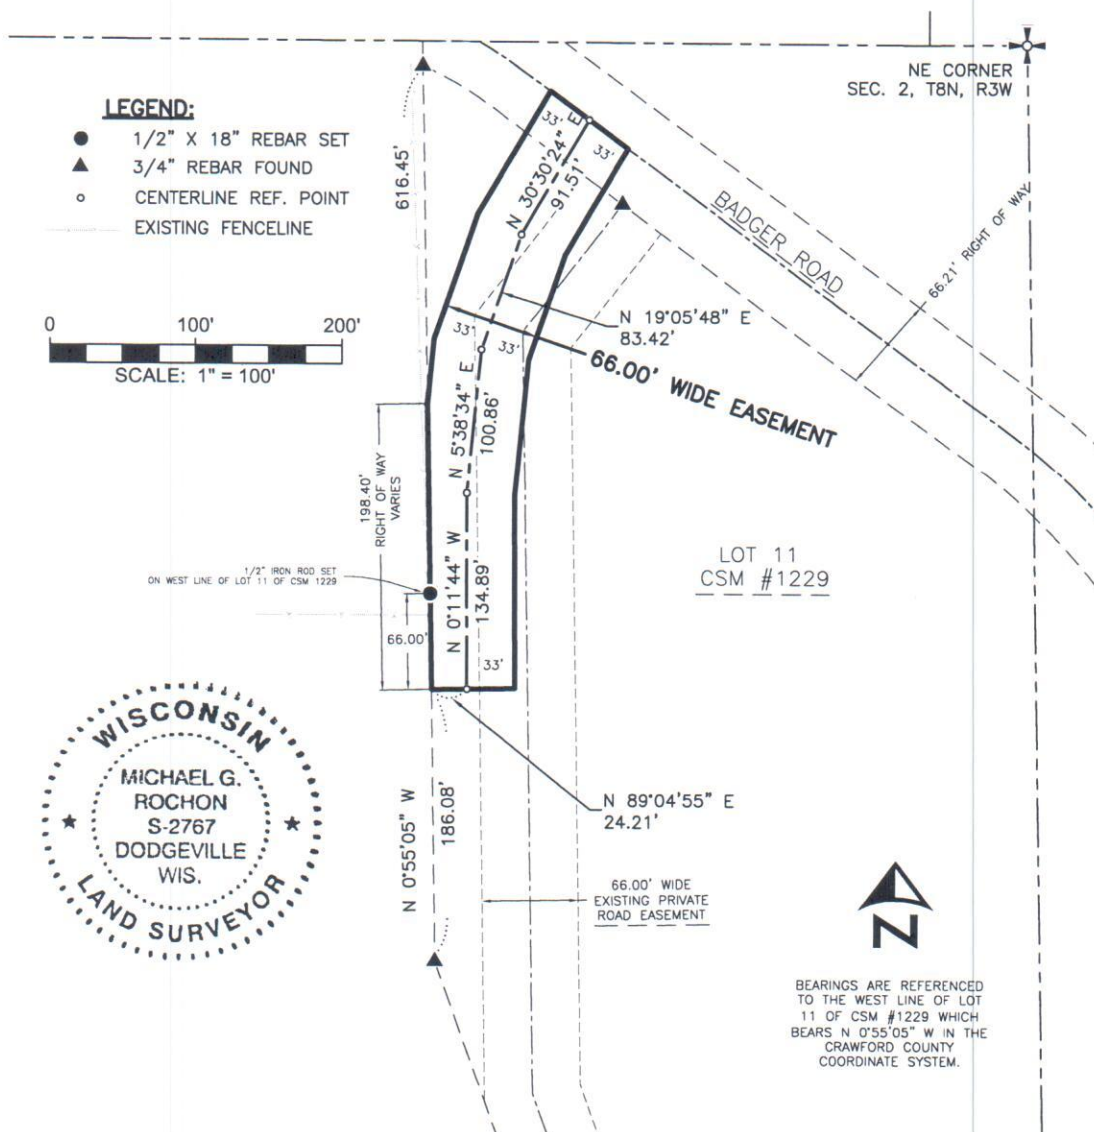 NE CORNER
SEC. 2, T8N, R3W
LEGEND:
1/2" X 18" REBAR SET
3/4" REBAR FOUND
CENTERLINE REF. POINT
EXISTING FENCELINE
0 100' 200'
SCALE: 1" = 100'
616.45'
33'
33'
N 30°30'24" E
91.51'
BADGER ROAD
66.21' RIGHT OF WAY
N 19°05'48" E
83.42'
33'
33'
66.00' WIDE EASEMENT
N 5°38'34" E
100.86'
198.40'
RIGHT OF WAY
VARIES
1/2" IRON ROD SET
ON WEST LINE OF LOT 11 OF CSM 1229
LOT 11
CSM #1229
66.00'
N 0°11'44" W
134.89'
33'
N 89°04'55" E
24.21'
N 0°55'05" W
186.08'
66.00' WIDE
EXISTING PRIVATE
ROAD EASEMENT
WISCONSIN
MICHAEL G.
ROCHON
S-2767
DODGEVILLE
WIS.
LAND SURVEYOR
N
BEARINGS ARE REFERENCED
TO THE WEST LINE OF LOT
11 OF CSM #1229 WHICH
BEARS N 0°55'05" W IN THE
CRAWFORD COUNTY
COORDINATE SYSTEM.